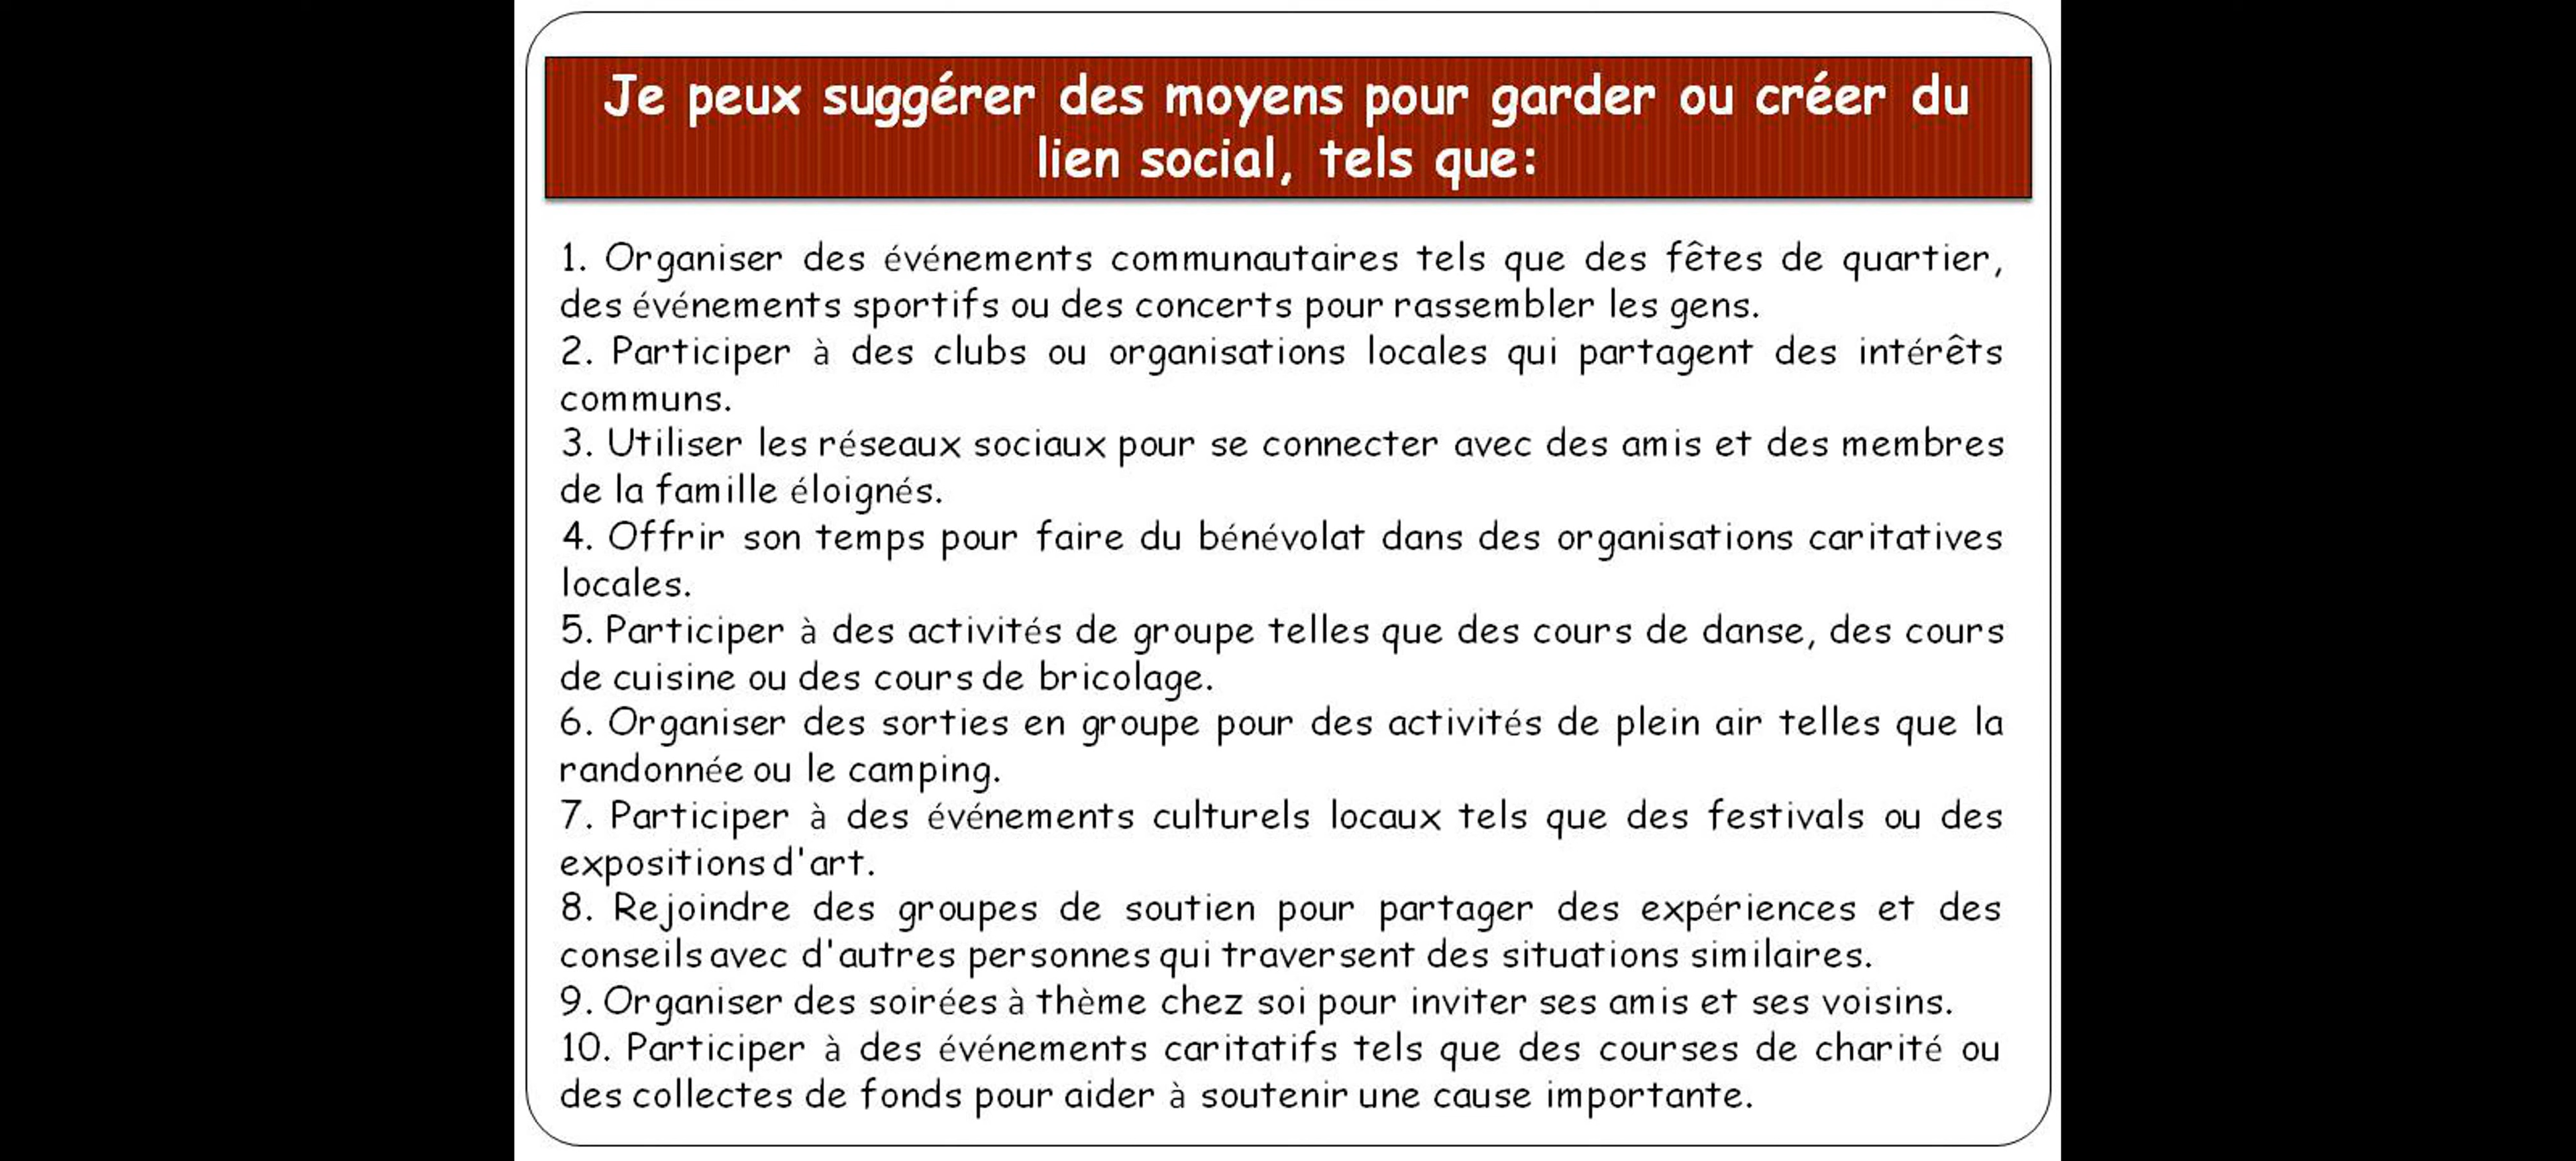 Je peux suggérer des moyens pour garder ou créer du
lien social, tels que:
1. Organiser des événements communautaires tels que des fêtes de quartier,
des événements sportifs ou des concerts pour rassembler les gens.
2. Participer à des clubs ou organisations locales qui partagent des intérêts
communs.
3. Utiliser les réseaux sociaux pour se connecter avec des amis et des membres
de la famille éloignés.
4. Offrir son temps pour faire du bénévolat dans des organisations caritatives
locales.
5. Participer à des activités de groupe telles que des cours de danse, des cours
de cuisine ou des cours de bricolage.
6. Organiser des sorties en groupe pour des activités de plein air telles que la
randonnée ou le camping.
7. Participer à des événements culturels locaux tels que des festivals ou des
expositions d'art.
8. Rejoindre des groupes de soutien pour partager des expériences et des
conseils avec d'autres personnes qui traversent des situations similaires.
9. Organiser des soirées à thème chez soi pour inviter ses amis et ses voisins.
10. Participer à des événements caritatifs tels que des courses de charité ou
des collectes de fonds pour aider à soutenir une cause importante.